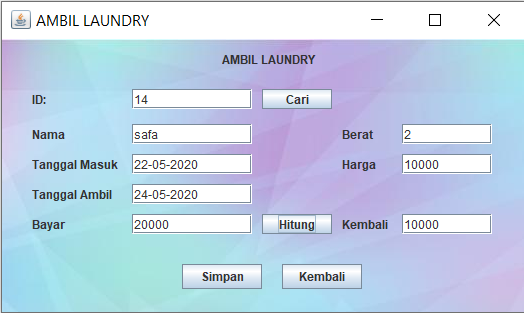 AMBIL LAUNDRY
AMBIL LAUNDRY
ID: 14 Cari
Nama safa Berat 2
Tanggal Masuk 22-05-2020 Harga 10000
Tanggal Ambil 24-05-2020
Bayar 20000 Hitung Kembali 10000
Simpan Kembali